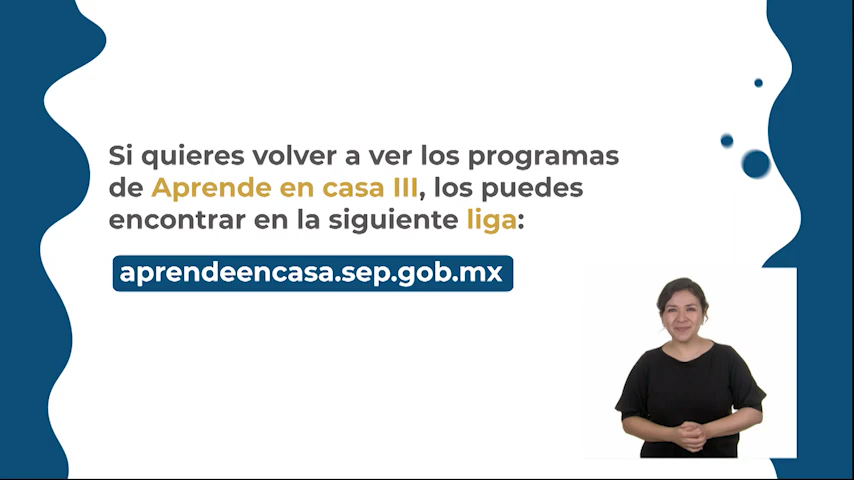 Si quieres volver a ver los programas
de Aprende en casa III, los puedes
encontrar en la siguiente liga:
aprendeencasa.sep.gob.mx